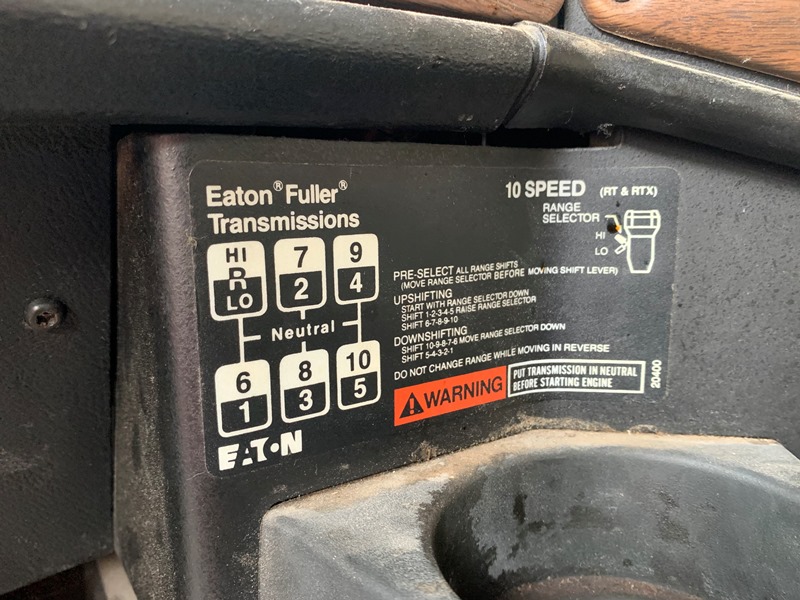 Eaton® Fuller®
Transmissions
HI
R
LO
7
2
9
4
Neutral
6
1
8
3
10
5
EATON
10 SPEED (RT & RTX)
RANGE
SELECTOR
HI
LO
PRE-SELECT ALL RANGE SHIFTS
(MOVE RANGE SELECTOR BEFORE MOVING SHIFT LEVER)
UPSHIFTING
START WITH RANGE SELECTOR DOWN
SHIFT 1-2-3-4-5 RAISE RANGE SELECTOR
SHIFT 6-7-8-9-10
DOWNSHIFTING
SHIFT 10-9-8-7-6 MOVE RANGE SELECTOR DOWN
SHIFT 5-4-3-2-1
DO NOT CHANGE RANGE WHILE MOVING IN REVERSE
WARNING
PUT TRANSMISSION IN NEUTRAL
BEFORE STARTING ENGINE
20400